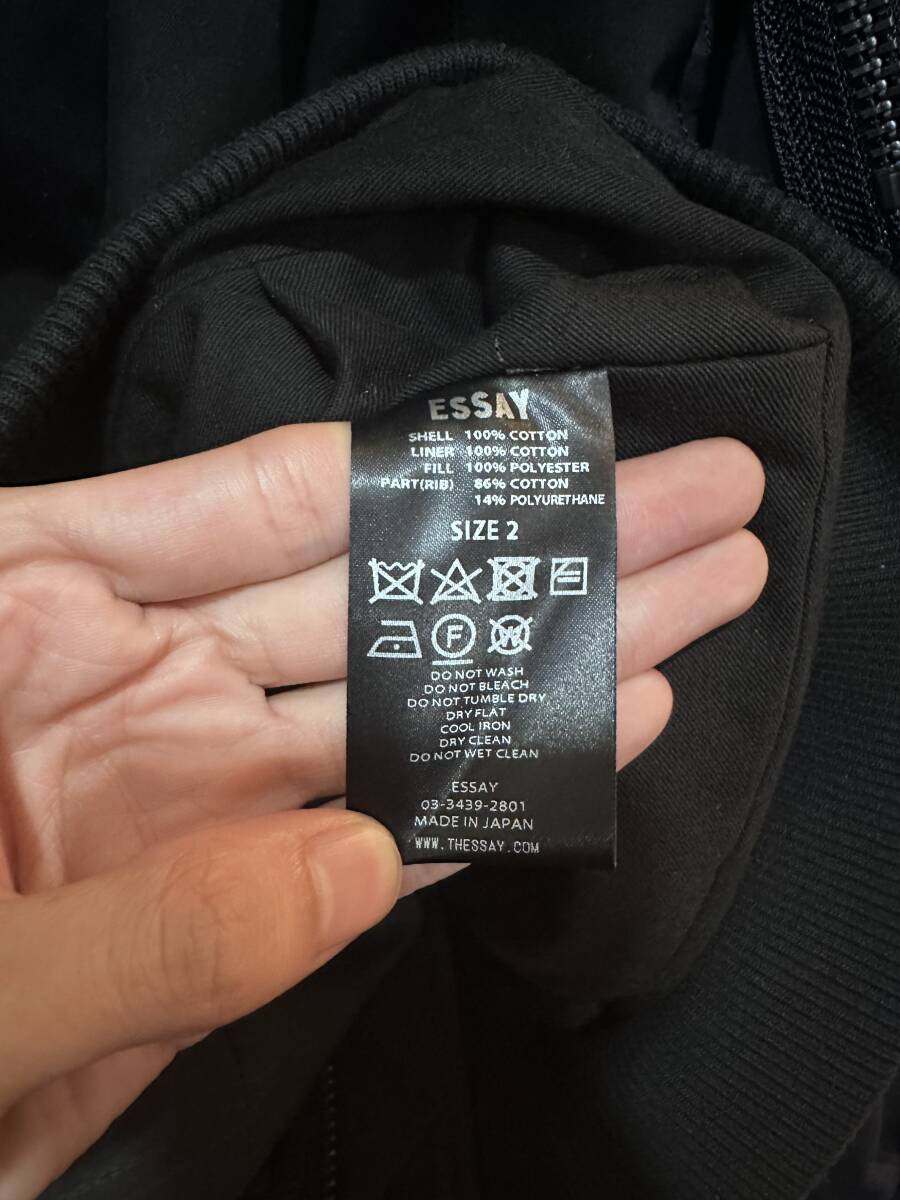 ESSAY
SHELL 100% COTTON
LINER 100% COTTON
FILL 100% POLYESTER
PART(RIB) 86% COTTON
14% POLYURETHANE
SIZE 2
F
W
DO NOT WASH
DO NOT BLEACH
DO NOT TUMBLE DRY
DRY FLAT
COOL IRON
DRY CLEAN
DO NOT WET CLEAN
ESSAY
03-3439-2801
MADE IN JAPAN
WWW.THESSAY.COM